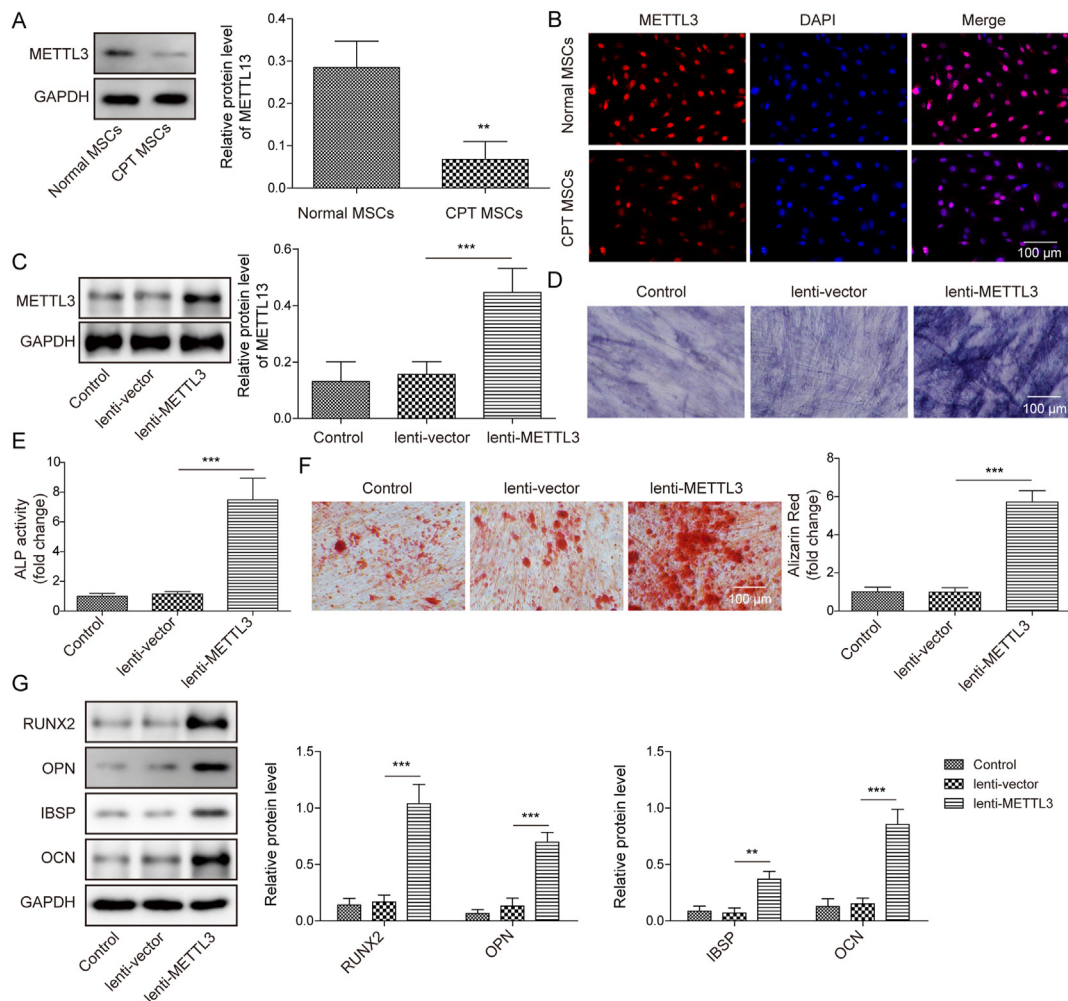 A
METTL3
GAPDH
Normal MSCs
CPT MSCs
Relative protein level
of METTL13
0.4
0.3
0.2
0.1
0.0
**
Normal MSCs
CPT MSCs
B
METTL3
DAPI
Merge
Normal MSCs
CPT MSCs
100 μm
C
METTL3
GAPDH
Control
lenti-vector
lenti-METTL3
Relative protein level
of METTL13
0.6
0.4
0.2
0.0
***
Control
lenti-vector
lenti-METTL3
D
Control
lenti-vector
lenti-METTL3
100 μm
E
ALP activity
(fold change)
10
8
6
4
2
0
***
Control
lenti-vector
lenti-METTL3
F
Control
lenti-vector
lenti-METTL3
100 μm
Alizarin Red
(fold change)
8
6
4
2
0
***
Control
lenti-vector
lenti-METTL3
G
RUNX2
OPN
IBSP
OCN
GAPDH
Control
lenti-vector
lenti-METTL3
Relative protein level
1.5
1.0
0.5
0.0
***
***
RUNX2
OPN
Relative protein level
1.5
1.0
0.5
0.0
**
***
IBSP
OCN
Control
lenti-vector
lenti-METTL3